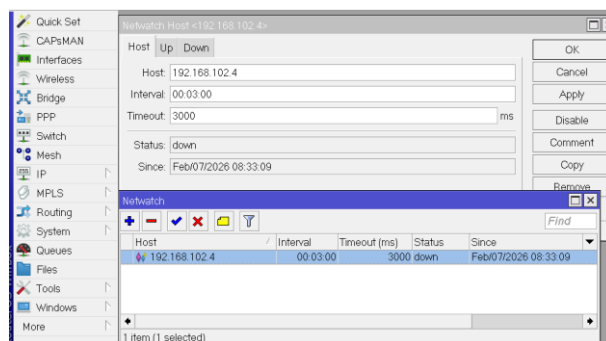 Quick Set
CAPsMAN
Interfaces
Wireless
Bridge
PPP
Switch
Mesh
IP
MPLS
Routing
System
Queues
Files
Tools
Windows
More
Netwatch Host <192.168.102.4>
Host Up Down
Host: 192.168.102.4
Interval: 00:03:00
Timeout: 3000 ms
Status: down
Since: Feb/07/2026 08:33:09
OK
Cancel
Apply
Disable
Comment
Copy
Remove
Netwatch
Find
Host Interval Timeout (ms) Status Since
192.168.102.4 00:03:00 3000 down Feb/07/2026 08:33:09
1 item (1 selected)